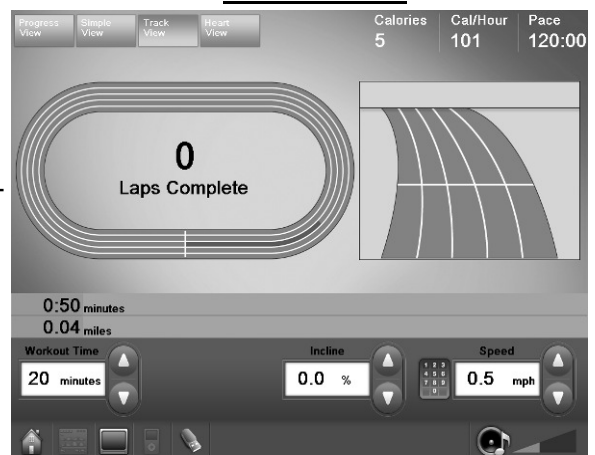 Progress View
Simple View
Track View
Heart View
Calories
5
Cal/Hour
101
Pace
120:00
0
Laps Complete
0:50 minutes
0.04 miles
Workout Time
20 minutes
Incline
0.0 %
Speed
0.5 mph
1 2 3
4 5 6
7 8 9
0